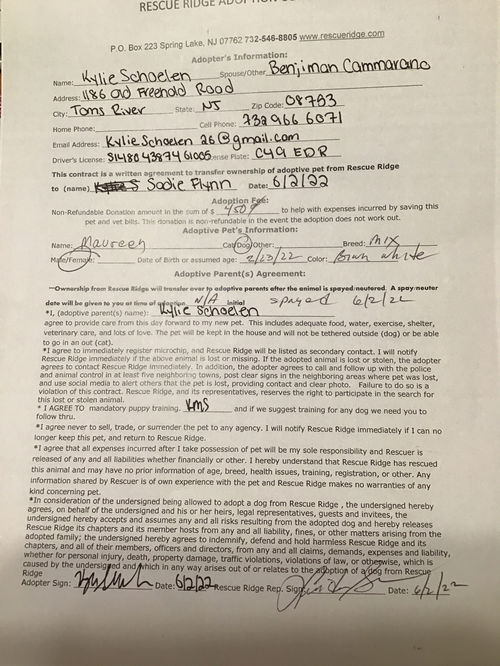 RESCUE RIDGE
P.O. Box 223 Spring Lake, NJ 07762 732-546-8805 www.rescueridge.com
Adopter's Information:
Name: Kylie Schoelen Spouse/Other Benjiman Cammarano
Address: 1186 Old Freehold Road
City: Toms River State: NJ Zip Code: 08753
Home Phone: Cell Phone: 732 966 6071
Email Address: KylieSchoelen26@gmail.com
Driver's License: License Plate: C49 EDR
This contract is a written agreement to transfer ownership of adoptive pet from Rescue Ridge
to (name) Sadie Flynn Date: 6/2/22
Adoption Fee:
Non-Refundable Donation amount in the sum of $ 450 to help with expenses incurred by saving this
pet and vet bills. This donation is non-refundable in the event the adoption does not work out.
Adoptive Pet's Information:
Name: Maureen Cat/Dog/Other: Breed: Mix
Male/Female: Date of Birth or assumed age: 2/23/22 Color: Brown white
Adoptive Parent(s) Agreement:
—Ownership from Rescue Ridge will transfer over to adoptive parents after the animal is spayed/neutered. A spay/neuter
date will be given to you at time of adoption. N/A initial spayed 6/2/22
*I, (adoptive parent(s) name): Kylie Schoelen
agree to provide care from this day forward to my new pet. This includes adequate food, water, exercise, shelter,
veterinary care, and lots of love. The pet will be kept in the house and will not be tethered outside (dog) or be able
to go in an out (cat).
*I agree to immediately register microchip, and Rescue Ridge will be listed as secondary contact. I will notify
Rescue Ridge immediately if the above animal is lost or missing. If the adopted animal is lost or stolen, the adopter
agrees to contact Rescue Ridge immediately. In addition, the adopter agrees to call and follow up with the police
and animal control in at least five neighboring towns, post clear signs in the neighboring areas where pet was lost,
and use social media to alert others that the pet is lost, providing contact and clear photo. Failure to do so is a
violation of this contract. Rescue Ridge, and its representatives, reserves the right to participate in the search for
this lost or stolen animal.
* I AGREE TO mandatory puppy training. KMS and if we suggest training for any dog we need you to
follow thru.
*I agree never to sell, trade, or surrender the pet to any agency. I will notify Rescue Ridge immediately if I can no
longer keep this pet, and return to Rescue Ridge.
*I agree that all expenses incurred after I take possession of pet will be my sole responsibility and Rescuer is
released of any and all liabilities whether financially or other. I hereby understand that Rescue Ridge has rescued
this animal and may have no prior information of age, breed, health issues, training, registration, or other. Any
information shared by Rescuer is of own experience with the pet and Rescue Ridge makes no warranties of any
kind concerning pet.
*In consideration of the undersigned being allowed to adopt a dog from Rescue Ridge , the undersigned hereby
agrees, on behalf of the undersigned and his or her heirs, legal representatives, guests and invitees, the
undersigned hereby accepts and assumes any and all risks resulting from the adopted dog and hereby releases
Rescue Ridge its chapters and its member hosts from any and all liability, fines, or other matters arising from the
adopted family; the undersigned hereby agrees to indemnify, defend and hold harmless Rescue Ridge and its
chapters, and all of their members, officers and directors, from any and all claims, demands, expenses and liability,
whether for personal injury, death, property damage, traffic violations, violations of law, or otherwise, which is
caused by the undersigned and which in any way arises out of or relates to the adoption of a dog from Rescue
Ridge
Adopter Sign: Date: 6/2/22 Rescue Ridge Rep. Sign Date: 6/2/22